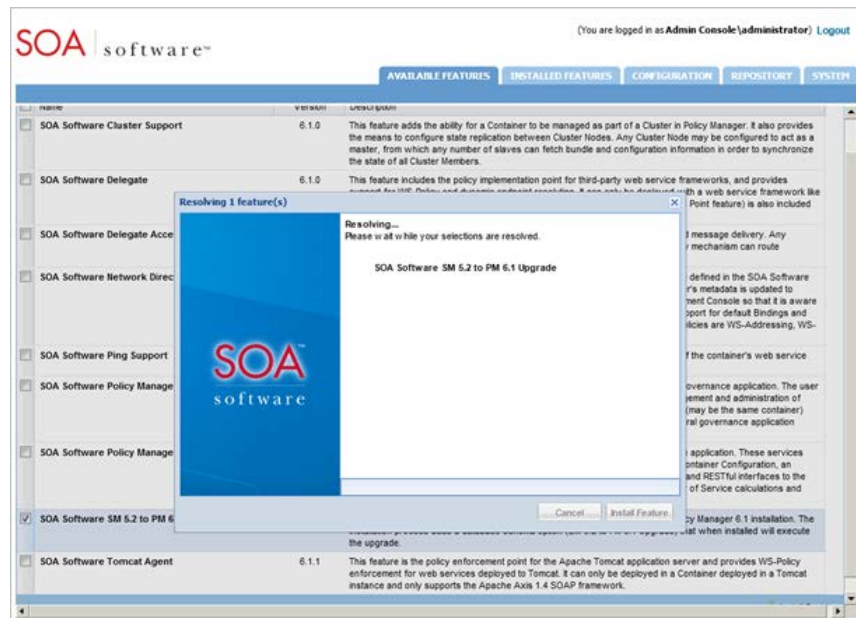 SOA software™
(You are logged in as Admin Console\administrator) Logout
AVAILABLE FEATURES INSTALLED FEATURES CONFIGURATION REPOSITORY SYSTEM
Name Version Description
SOA Software Cluster Support 6.1.0 This feature adds the ability for a Container to be managed as part of a Cluster in Policy Manager. It also provides
the means to configure state replication between Cluster Nodes. Any Cluster Node may be configured to act as a
master, from which any number of slaves can fetch bundle and configuration information in order to synchronize
the state of all Cluster Members.
SOA Software Delegate 6.1.0 This feature includes the policy implementation point for third-party web service frameworks, and provides
with a web service framework like
Resolving 1 feature(s)
Point feature) is also included
Resolving...
Please wait while your selections are resolved.
SOA Software SM 5.2 to PM 6.1 Upgrade
SOA Software Delegate Acce
message delivery. Any
mechanism can route
SOA Software Network Direc
defined in the SOA Software
r's metadata is updated to
ment Console so that it is aware
pport for default Bindings and
licies are WS-Addressing, WS-
SOA Software Ping Support
f the container's web service
SOA Software Policy Manage
overnance application. The user
ement and administration of
(may be the same container)
ral governance application
SOA Software Policy Manage
application. These services
ontainer Configuration, an
and RESTful interfaces to the
of Service calculations and
SOA software™
Cancel Install Feature
SOA Software SM 5.2 to PM 6
cy Manager 6.1 installation. The
that when installed will execute
the upgrade.
SOA Software Tomcat Agent 6.1.1 This feature is the policy enforcement point for the Apache Tomcat application server and provides WS-Policy
enforcement for web services deployed to Tomcat. It can only be deployed in a Container deployed in a Tomcat
instance and only supports the Apache Axis 1.4 SOAP framework.